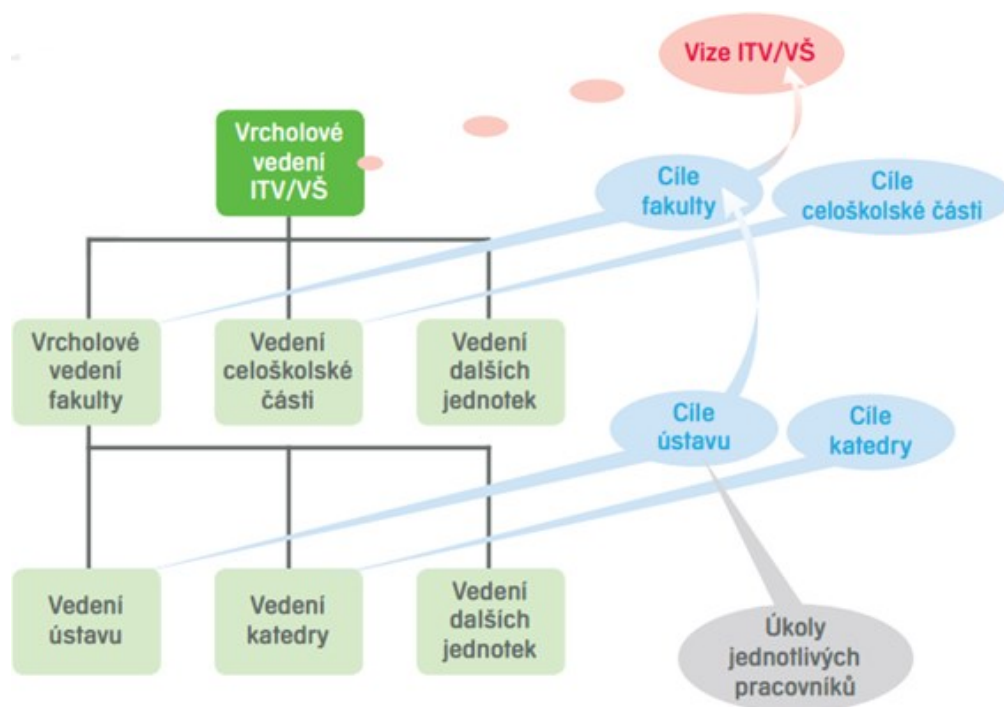 Vize ITV/VŠ
Vrcholové
vedení
ITV/VŠ
Cíle
fakulty
Cíle
celoškolské části
Vrcholové
vedení
fakulty
Vedení
celoškolské
části
Vedení
dalších
jednotek
Cíle
ústavu
Cíle
katedry
Vedení
ústavu
Vedení
katedry
Vedení
dalších
jednotek
Úkoly
jednotlivých
pracovníků